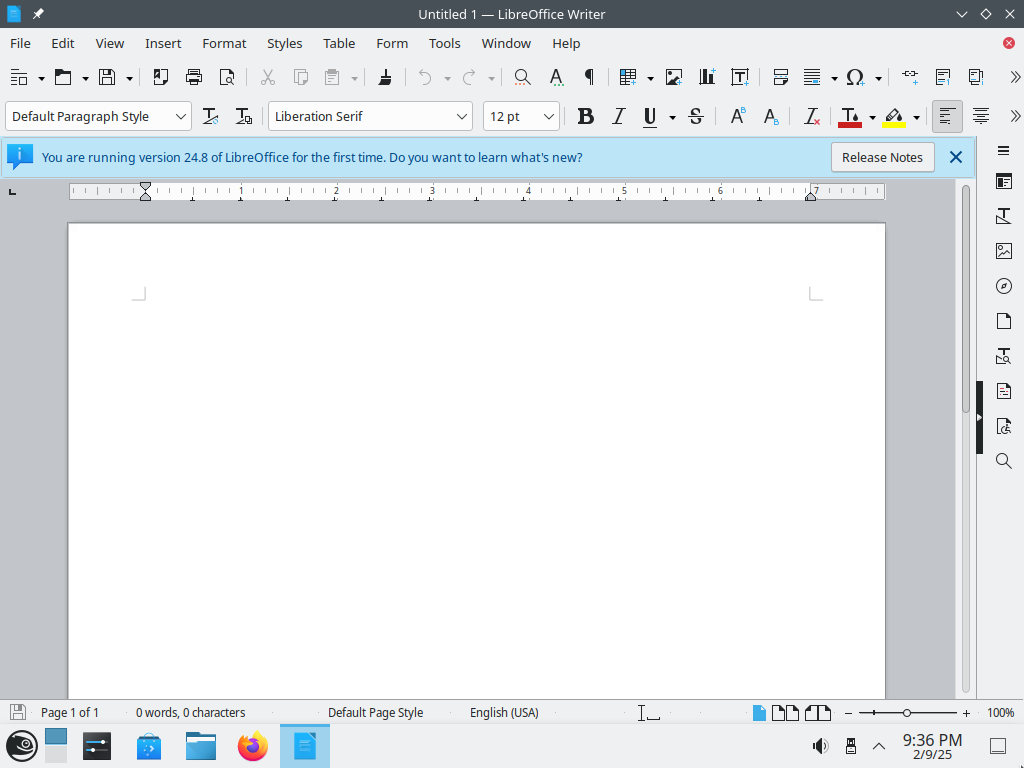 Untitled 1 — LibreOffice Writer
File Edit View Insert Format Styles Table Form Tools Window Help
Default Paragraph Style Liberation Serif 12 pt
You are running version 24.8 of LibreOffice for the first time. Do you want to learn what's new? Release Notes
1 2 3 4 5 6 7
Page 1 of 1 0 words, 0 characters Default Page Style English (USA) 100%
9:36 PM
2/9/25